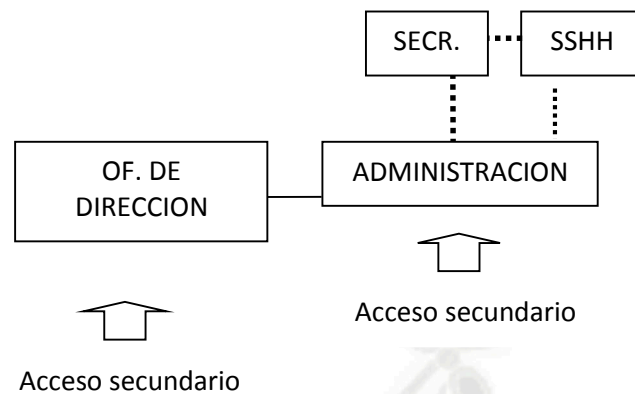 SECR.
SSHH
OF. DE
DIRECCION
ADMINISTRACION
Acceso secundario
Acceso secundario